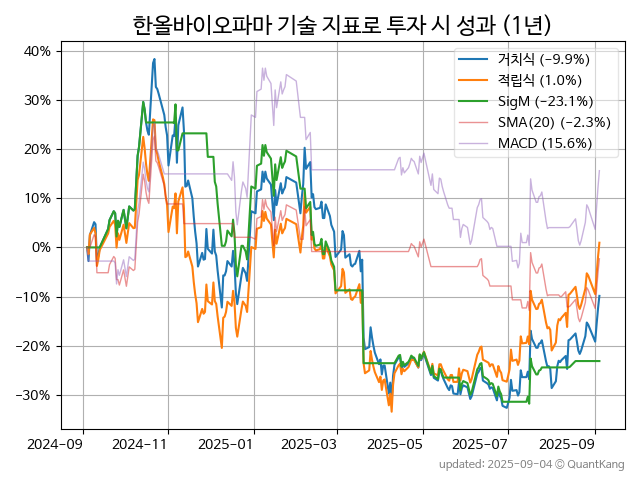 한올바이오파마 기술 지표로 투자 시 성과 (1년)
40%
30%
20%
10%
0%
−10%
−20%
−30%
거치식 (−9.9%)
적립식 (1.0%)
SigM (−23.1%)
SMA(20) (−2.3%)
MACD (15.6%)
2024-09 2024-11 2025-01 2025-03 2025-05 2025-07 2025-09
updated: 2025-09-04 © QuantKang